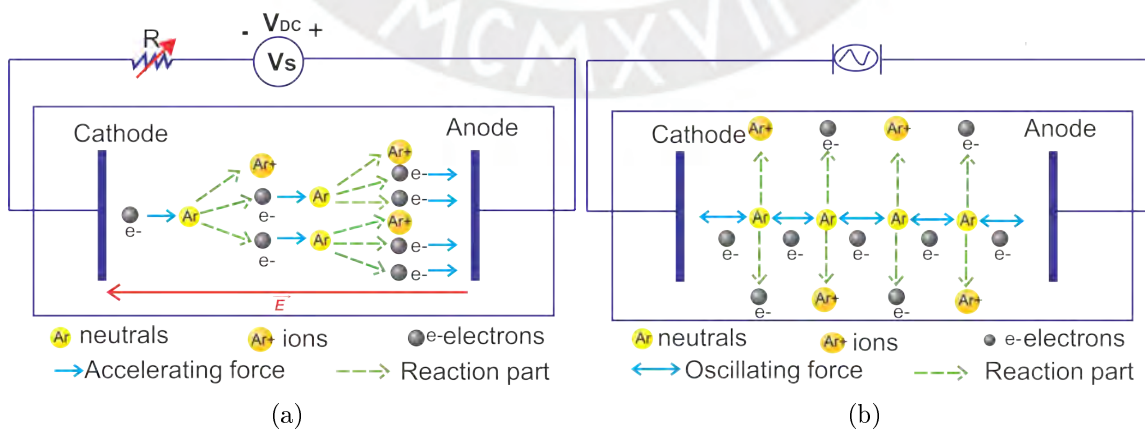 MCMXVII
- VDC +
R
Vs
Cathode
Anode
Ar+
Ar+
e-
e-
Ar
e-
Ar
e-
e-
Ar
Ar+
e-
e-
e-
E
Ar neutrals
Ar+ ions
e-electrons
Accelerating force
Reaction part
(a)
Cathode
Anode
Ar+
e-
Ar+
e-
Ar
Ar
Ar
Ar
e-
e-
e-
e-
e-
e-
Ar+
e-
Ar+
Ar neutrals
Ar+ ions
e-electrons
Oscillating force
Reaction part
(b)